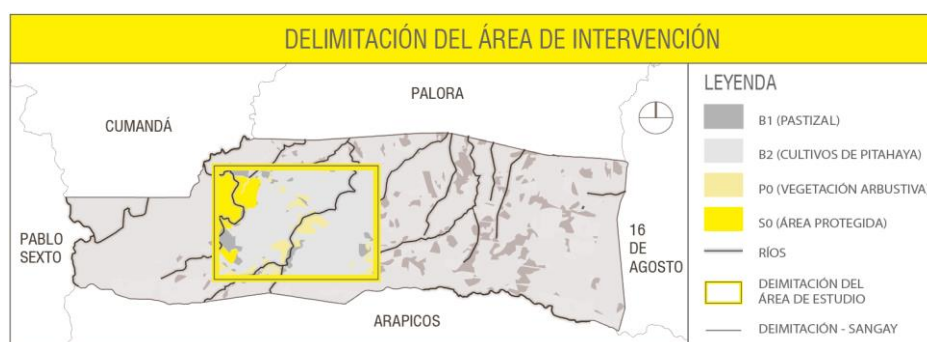 DELIMITACIÓN DEL ÁREA DE INTERVENCIÓN
CUMANDÁ
PALORA
PABLO
SEXTO
16
DE
AGOSTO
ARAPICOS
LEYENDA
B1 (PASTIZAL)
B2 (CULTIVOS DE PITAHAYA)
P0 (VEGETACIÓN ARBUSTIVA)
S0 (ÁREA PROTEGIDA)
RÍOS
DEIMITACIÓN DEL
ÁREA DE ESTUDIO
DEIMITACIÓN - SANGAY